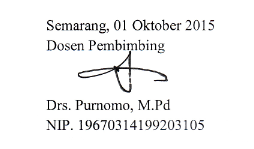 Semarang, 01 Oktober 2015
Dosen Pembimbing
Drs. Purnomo, M.Pd
NIP. 19670314199203105